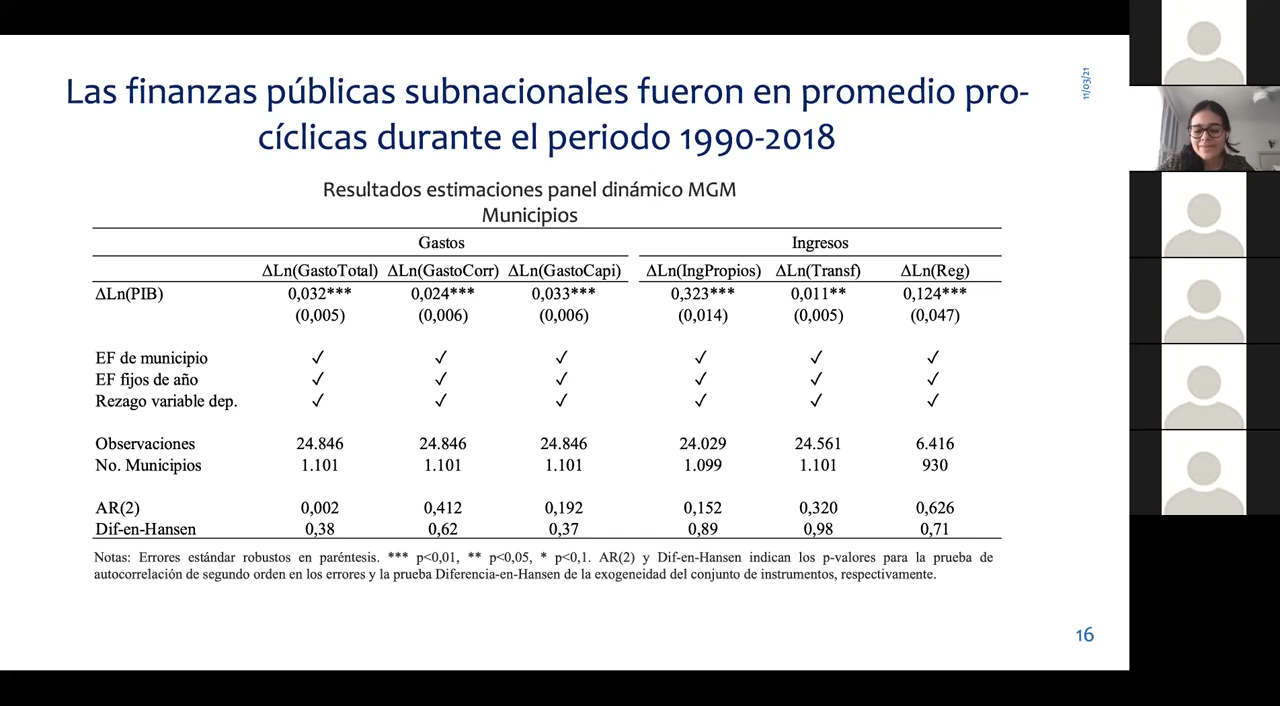 Las finanzas públicas subnacionales fueron en promedio pro-
cíclicas durante el periodo 1990-2018
11/03/21
Resultados estimaciones panel dinámico MGM
Municipios
Gastos Ingresos
ΔLn(GastoTotal) ΔLn(GastoCorr) ΔLn(GastoCapi) ΔLn(IngPropios) ΔLn(Transf) ΔLn(Reg)
ΔLn(PIB) 0,032*** 0,024*** 0,033*** 0,323*** 0,011** 0,124***
(0,005) (0,006) (0,006) (0,014) (0,005) (0,047)
EF de municipio ✓ ✓ ✓ ✓ ✓ ✓
EF fijos de año ✓ ✓ ✓ ✓ ✓ ✓
Rezago variable dep. ✓ ✓ ✓ ✓ ✓ ✓
Observaciones 24.846 24.846 24.846 24.029 24.561 6.416
No. Municipios 1.101 1.101 1.101 1.099 1.101 930
AR(2) 0,002 0,412 0,192 0,152 0,320 0,626
Dif-en-Hansen 0,38 0,62 0,37 0,89 0,98 0,71
Notas: Errores estándar robustos en paréntesis. *** p<0,01, ** p<0,05, * p<0,1. AR(2) y Dif-en-Hansen indican los p-valores para la prueba de
autocorrelación de segundo orden en los errores y la prueba Diferencia-en-Hansen de la exogeneidad del conjunto de instrumentos, respectivamente.
16